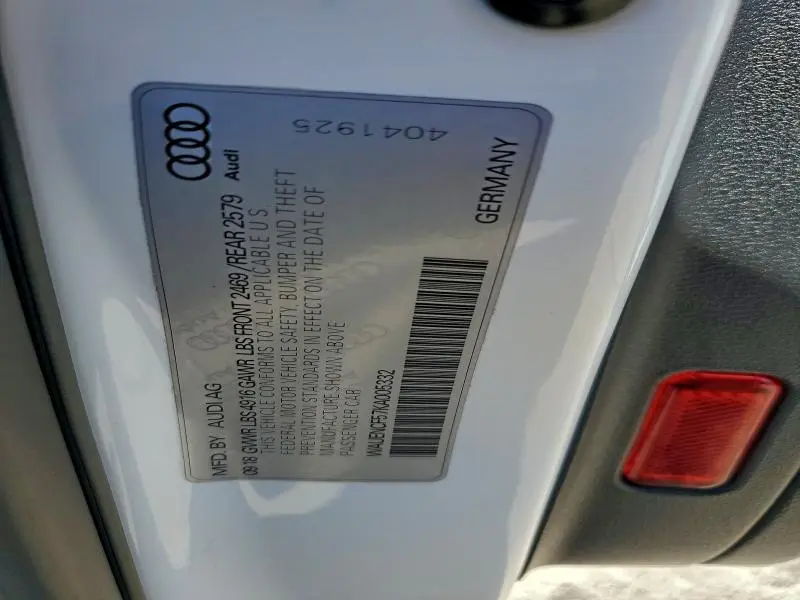 MFD. BY AUDI AG
09/18 GVWR LBS 4916 GAWR LBS FRONT 2469 / REAR 2579
Audi
THIS VEHICLE CONFORMS TO ALL APPLICABLE U S
FEDERAL MOTOR VEHICLE SAFETY, BUMPER AND THEFT
PREVENTION STANDARDS IN EFFECT ON THE DATE OF
MANUFACTURE SHOWN ABOVE
PASSENGER CAR
WAUENCF57KA006332
4041925
GERMANY